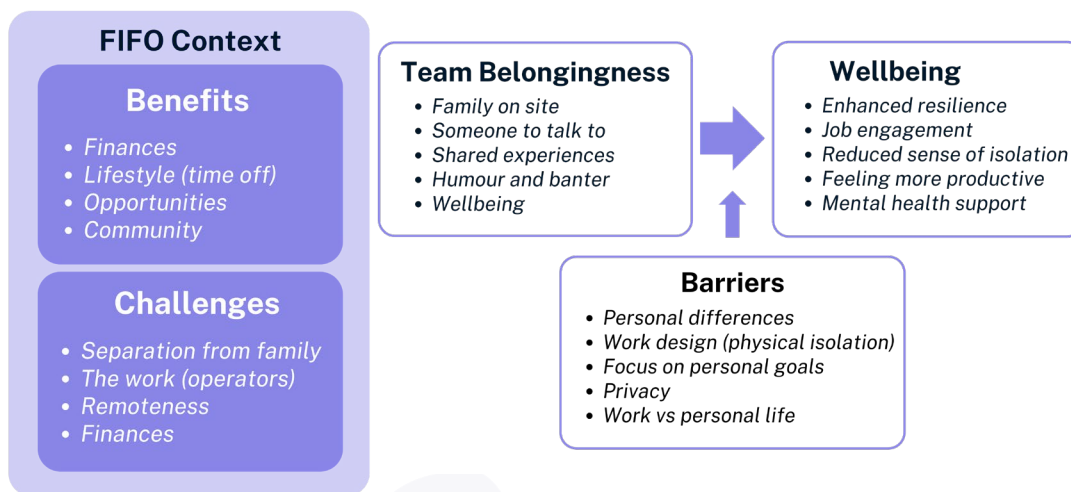 FIFO Context
Benefits
• Finances
• Lifestyle (time off)
• Opportunities
• Community
Challenges
• Separation from family
• The work (operators)
• Remoteness
• Finances
Team Belongingness
• Family on site
• Someone to talk to
• Shared experiences
• Humour and banter
• Wellbeing
Wellbeing
• Enhanced resilience
• Job engagement
• Reduced sense of isolation
• Feeling more productive
• Mental health support
Barriers
• Personal differences
• Work design (physical isolation)
• Focus on personal goals
• Privacy
• Work vs personal life